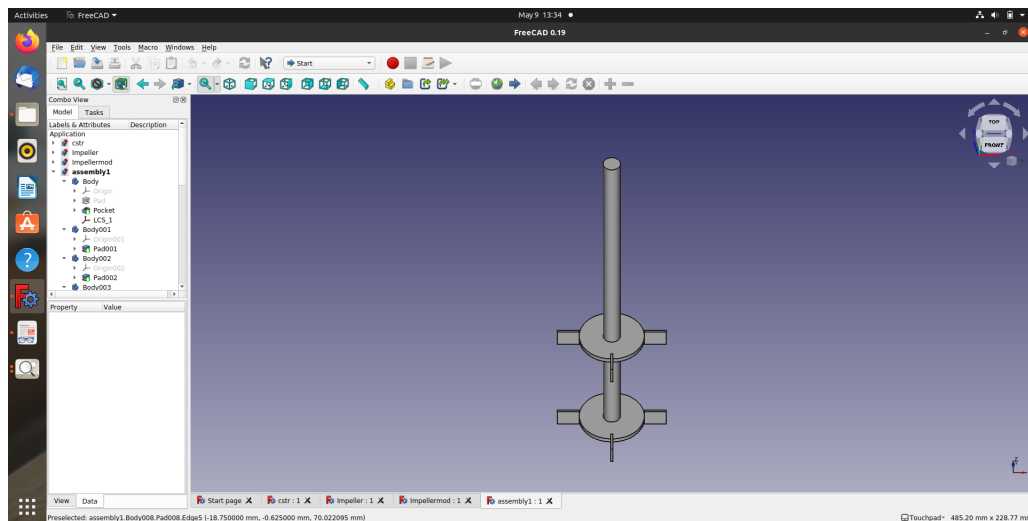 Activities FreeCAD May 9 13:34
FreeCAD 0.19
File Edit View Tools Macro Windows Help
Start
Combo View
Model Tasks
Labels & Attributes Description
Application
cstr
Impeller
Impellermod
assembly1
Body
Origin
Pad
Pocket
LCS_1
Body001
Origin001
Pad001
Body002
Origin002
Pad002
Body003
Property Value
TOP
FRONT
View Data
Start page cstr : 1 Impeller : 1 Impellermod : 1 assembly1 : 1
Preselected: assembly1.Body008.Pad008.Edge5 (-18.750000 mm, -0.625000 mm, 70.022095 mm) Touchpad 485.20 mm x 228.77 mm